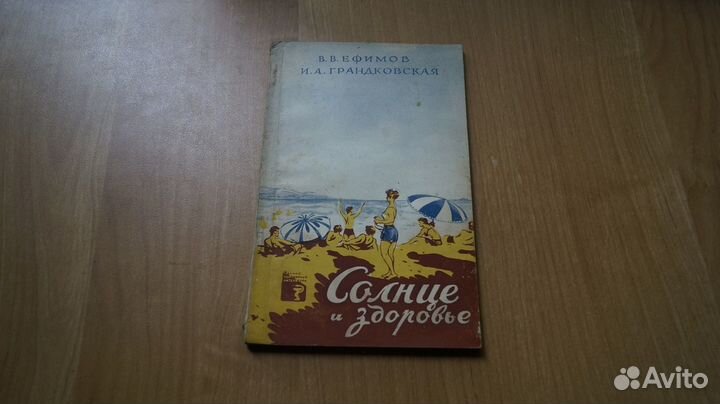 В. В. ЕФИМОВ
И. А. ГРАНДКОВСКАЯ
Солнце
и здоровье
Avito